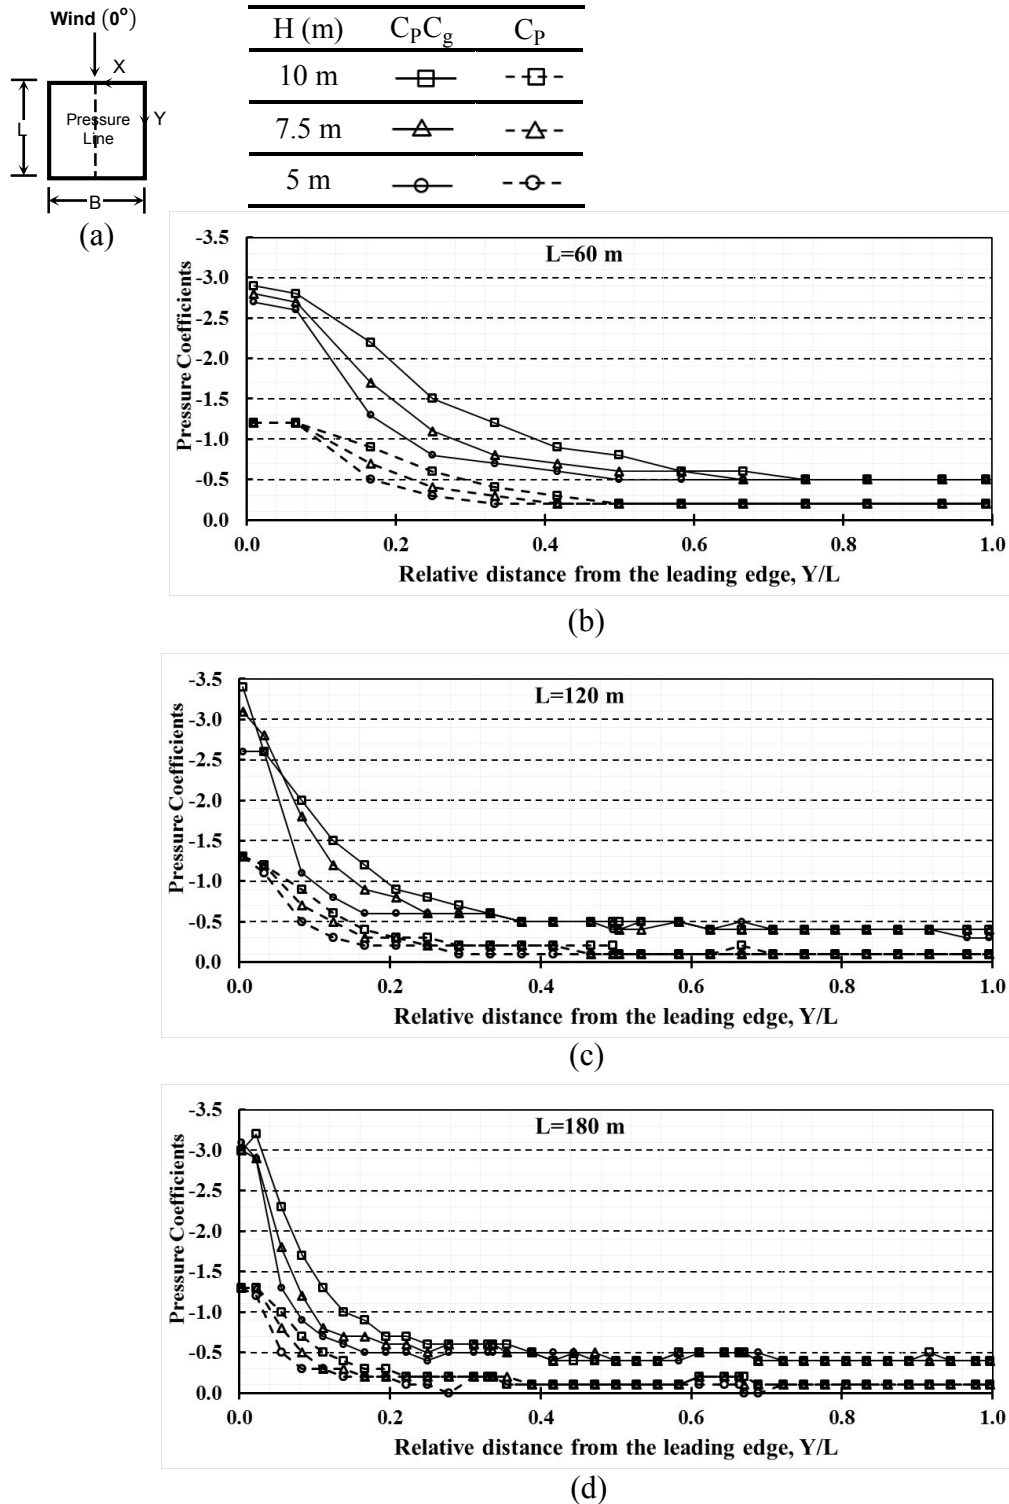 Wind (0°)
X
Y
Pressure
Line
L
B
(a)
H (m) C_PC_g C_P
10 m
7.5 m
5 m
L=60 m
Pressure Coefficients
-3.5
-3.0
-2.5
-2.0
-1.5
-1.0
-0.5
0.0
0.0 0.2 0.4 0.6 0.8 1.0
Relative distance from the leading edge, Y/L
(b)
L=120 m
Pressure Coefficients
-3.5
-3.0
-2.5
-2.0
-1.5
-1.0
-0.5
0.0
0.0 0.2 0.4 0.6 0.8 1.0
Relative distance from the leading edge, Y/L
(c)
L=180 m
Pressure Coefficients
-3.5
-3.0
-2.5
-2.0
-1.5
-1.0
-0.5
0.0
0.0 0.2 0.4 0.6 0.8 1.0
Relative distance from the leading edge, Y/L
(d)